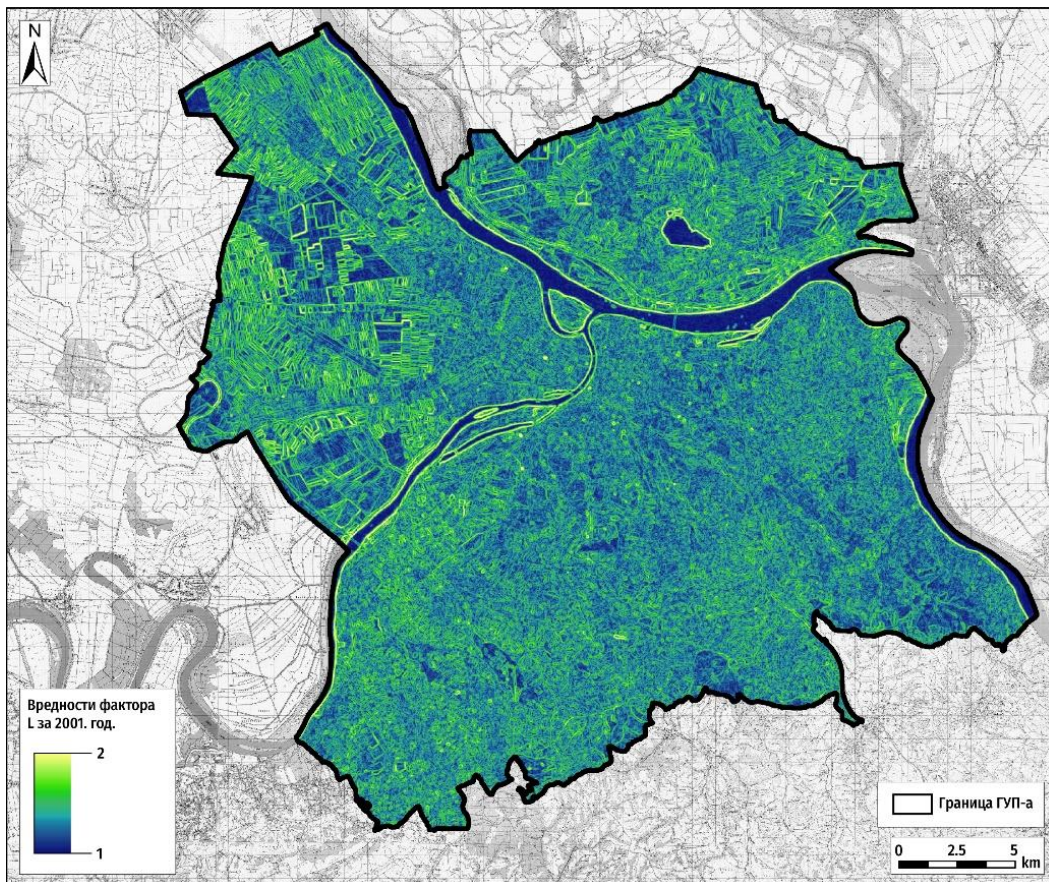 N
Вредности фактора
L за 2001. год.
2
1
Граница ГУП-а
0 2.5 5
km